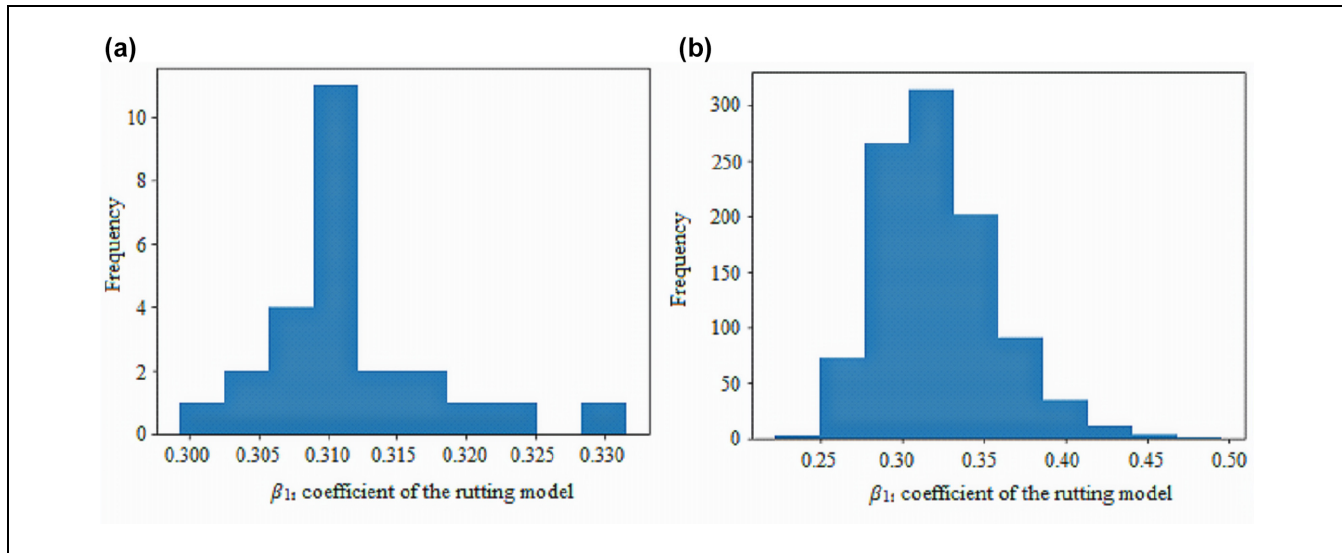 (a)
Frequency
10
8
6
4
2
0
0.300 0.305 0.310 0.315 0.320 0.325 0.330
β1: coefficient of the rutting model
(b)
Frequency
300
250
200
150
100
50
0
0.25 0.30 0.35 0.40 0.45 0.50
β1: coefficient of the rutting model